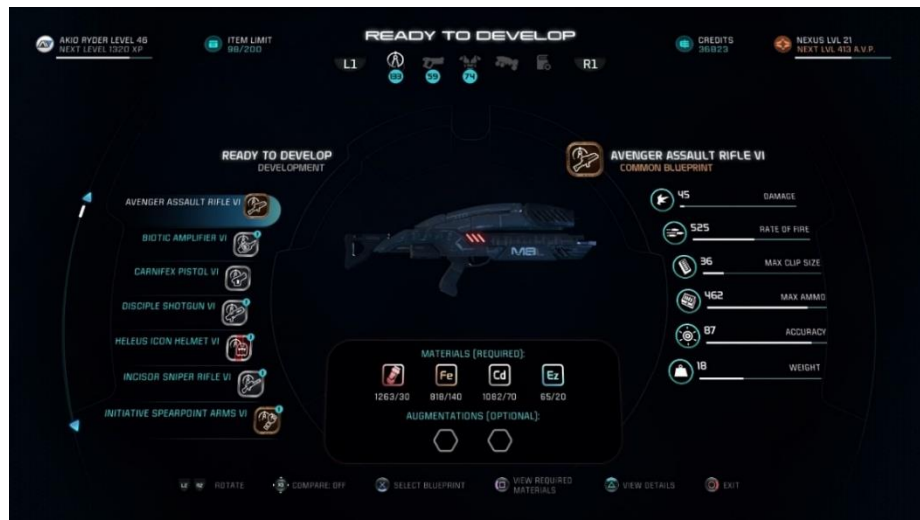 AKIO RYDER LEVEL 46
NEXT LEVEL 1320 XP
ITEM LIMIT
98/200
READY TO DEVELOP
CREDITS
36823
NEXUS LVL 21
NEXT LVL 413 A.V.P.
L1
133
59
74
R1
READY TO DEVELOP
DEVELOPMENT
AVENGER ASSAULT RIFLE VI
BIOTIC AMPLIFIER VI
CARNIFEX PISTOL VI
DISCIPLE SHOTGUN VI
HELEUS ICON HELMET VI
INCISOR SNIPER RIFLE VI
INITIATIVE SPEARPOINT ARMS VI
M8
AVENGER ASSAULT RIFLE VI
COMMON BLUEPRINT
45 DAMAGE
525 RATE OF FIRE
36 MAX CLIP SIZE
462 MAX AMMO
87 ACCURACY
18 WEIGHT
MATERIALS (REQUIRED):
Fe Cd Ez
1263/30 818/140 1082/70 65/20
AUGMENTATIONS (OPTIONAL):
ROTATE
COMPARE: OFF
SELECT BLUEPRINT
VIEW REQUIRED
MATERIALS
VIEW DETAILS
EXIT